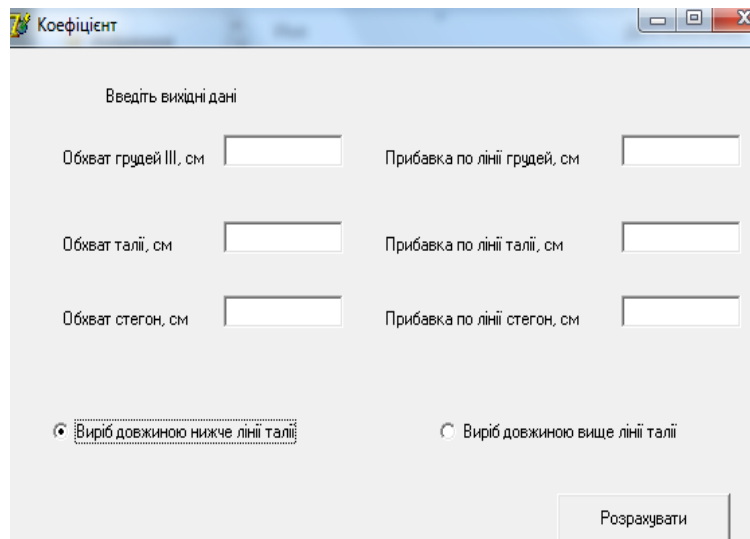 Коефіцієнт
Введіть вихідні дані
Обхват грудей III, см
Прибавка по лінії грудей, см
Обхват талії, см
Прибавка по лінії талії, см
Обхват стегон, см
Прибавка по лінії стегон, см
Виріб довжиною нижче лінії талії
Виріб довжиною вище лінії талії
Розрахувати